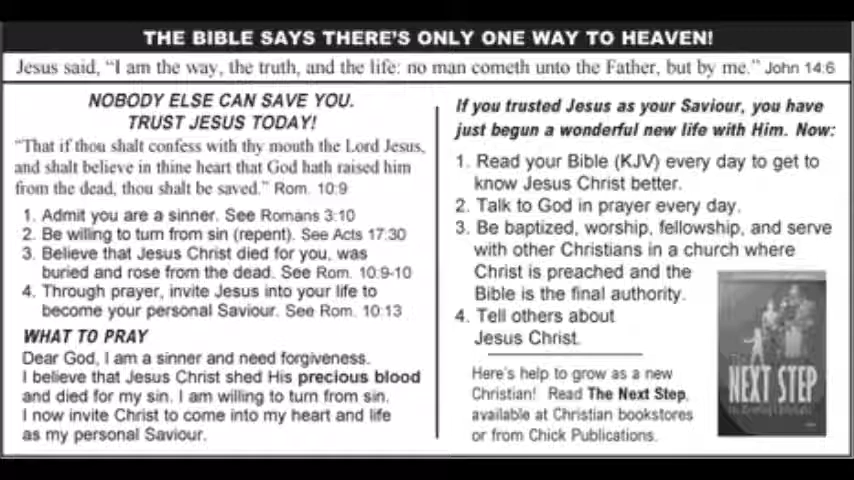 THE BIBLE SAYS THERE'S ONLY ONE WAY TO HEAVEN!
Jesus said, “I am the way, the truth, and the life: no man cometh unto the Father, but by me.” John 14:6
NOBODY ELSE CAN SAVE YOU.
TRUST JESUS TODAY!
“That if thou shalt confess with thy mouth the Lord Jesus,
and shalt believe in thine heart that God hath raised him
from the dead, thou shalt be saved.” Rom. 10:9
1. Admit you are a sinner. See Romans 3:10
2. Be willing to turn from sin (repent). See Acts 17:30
3. Believe that Jesus Christ died for you, was
buried and rose from the dead. See Rom. 10:9-10
4. Through prayer, invite Jesus into your life to
become your personal Saviour. See Rom. 10:13
WHAT TO PRAY
Dear God, I am a sinner and need forgiveness.
I believe that Jesus Christ shed His precious blood
and died for my sin. I am willing to turn from sin.
I now invite Christ to come into my heart and life
as my personal Saviour.
If you trusted Jesus as your Saviour, you have
just begun a wonderful new life with Him. Now:
1. Read your Bible (KJV) every day to get to
know Jesus Christ better.
2. Talk to God in prayer every day.
3. Be baptized, worship, fellowship, and serve
with other Christians in a church where
Christ is preached and the
Bible is the final authority.
4. Tell others about
Jesus Christ.
Here's help to grow as a new
Christian! Read The Next Step,
available at Christian bookstores
or from Chick Publications.
NEXT STEP